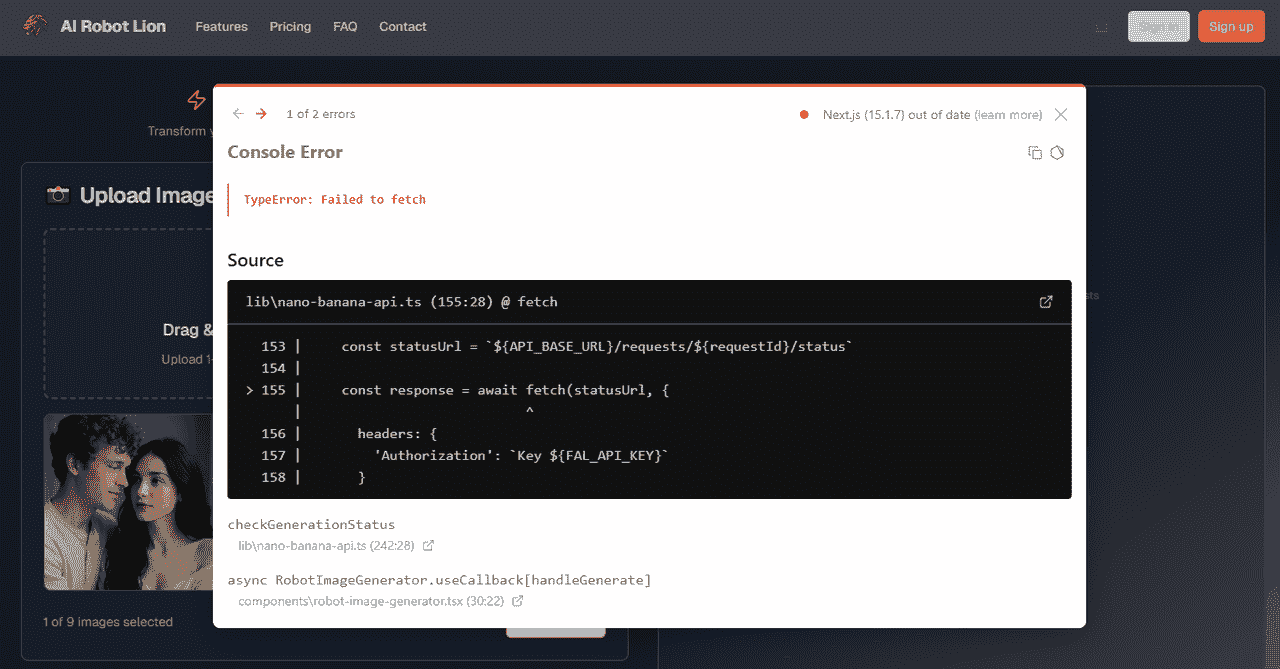 AI Robot Lion
Features
Pricing
FAQ
Contact
Sign up
Transform
Upload Image
Drag &
Upload 1-
1 of 9 images selected
1 of 2 errors
Next.js (15.1.7) out of date (learn more)
Console Error
TypeError: Failed to fetch
Source
lib\nano-banana-api.ts (155:28) @ fetch
153 | const statusUrl = `${API_BASE_URL}/requests/${requestId}/status`
154 |
> 155 | const response = await fetch(statusUrl, {
| ^
156 | headers: {
157 | 'Authorization': `Key ${FAL_API_KEY}`
158 | }
checkGenerationStatus
lib\nano-banana-api.ts (242:28)
async RobotImageGenerator.useCallback[handleGenerate]
components\robot-image-generator.tsx (30:22)